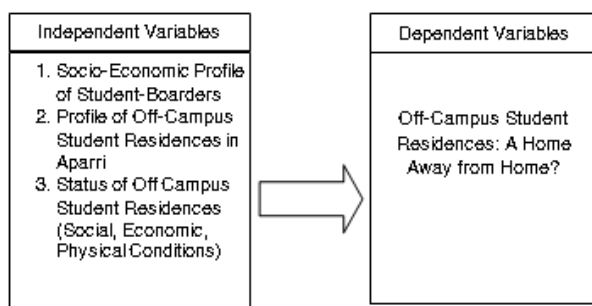 Independent Variables
1. Socio-Economic Profile
of Student-Boarders
2. Profile of Off-Campus
Student Residences in
Aparri
3. Status of Off Campus
Student Residences
(Social, Economic,
Physical Conditions)
Dependent Variables
Off-Campus Student
Residences: A Home
Away from Home?